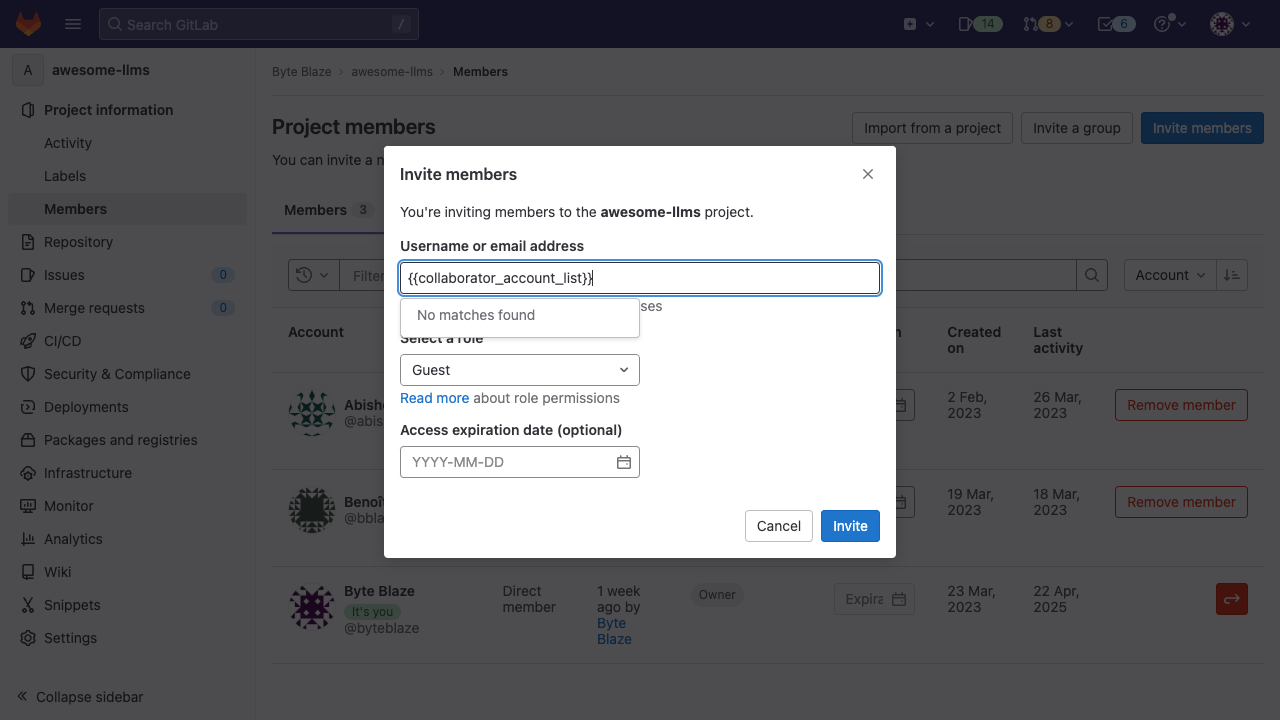 Search GitLab
/
14
8
6
A
awesome-llms
Project information
Activity
Labels
Members
Repository
Issues
0
Merge requests
0
CI/CD
Security & Compliance
Deployments
Packages and registries
Infrastructure
Monitor
Analytics
Wiki
Snippets
Settings
Collapse sidebar
Byte Blaze
awesome-llms
Members
Project members
Import from a project
Invite a group
Invite members
You can invite a
Members 3
Filter
Account
Account
Created on
Last activity
2 Feb, 2023
26 Mar, 2023
Remove member
19 Mar, 2023
18 Mar, 2023
Remove member
Byte Blaze
It's you
@byteblaze
Direct member
1 week ago by Byte Blaze
Owner
23 Mar, 2023
22 Apr, 2025
Invite members
You're inviting members to the awesome-llms project.
Username or email address
{{collaborator_account_list}}
No matches found
Select a role
Guest
Read more about role permissions
Access expiration date (optional)
YYYY-MM-DD
Cancel
Invite